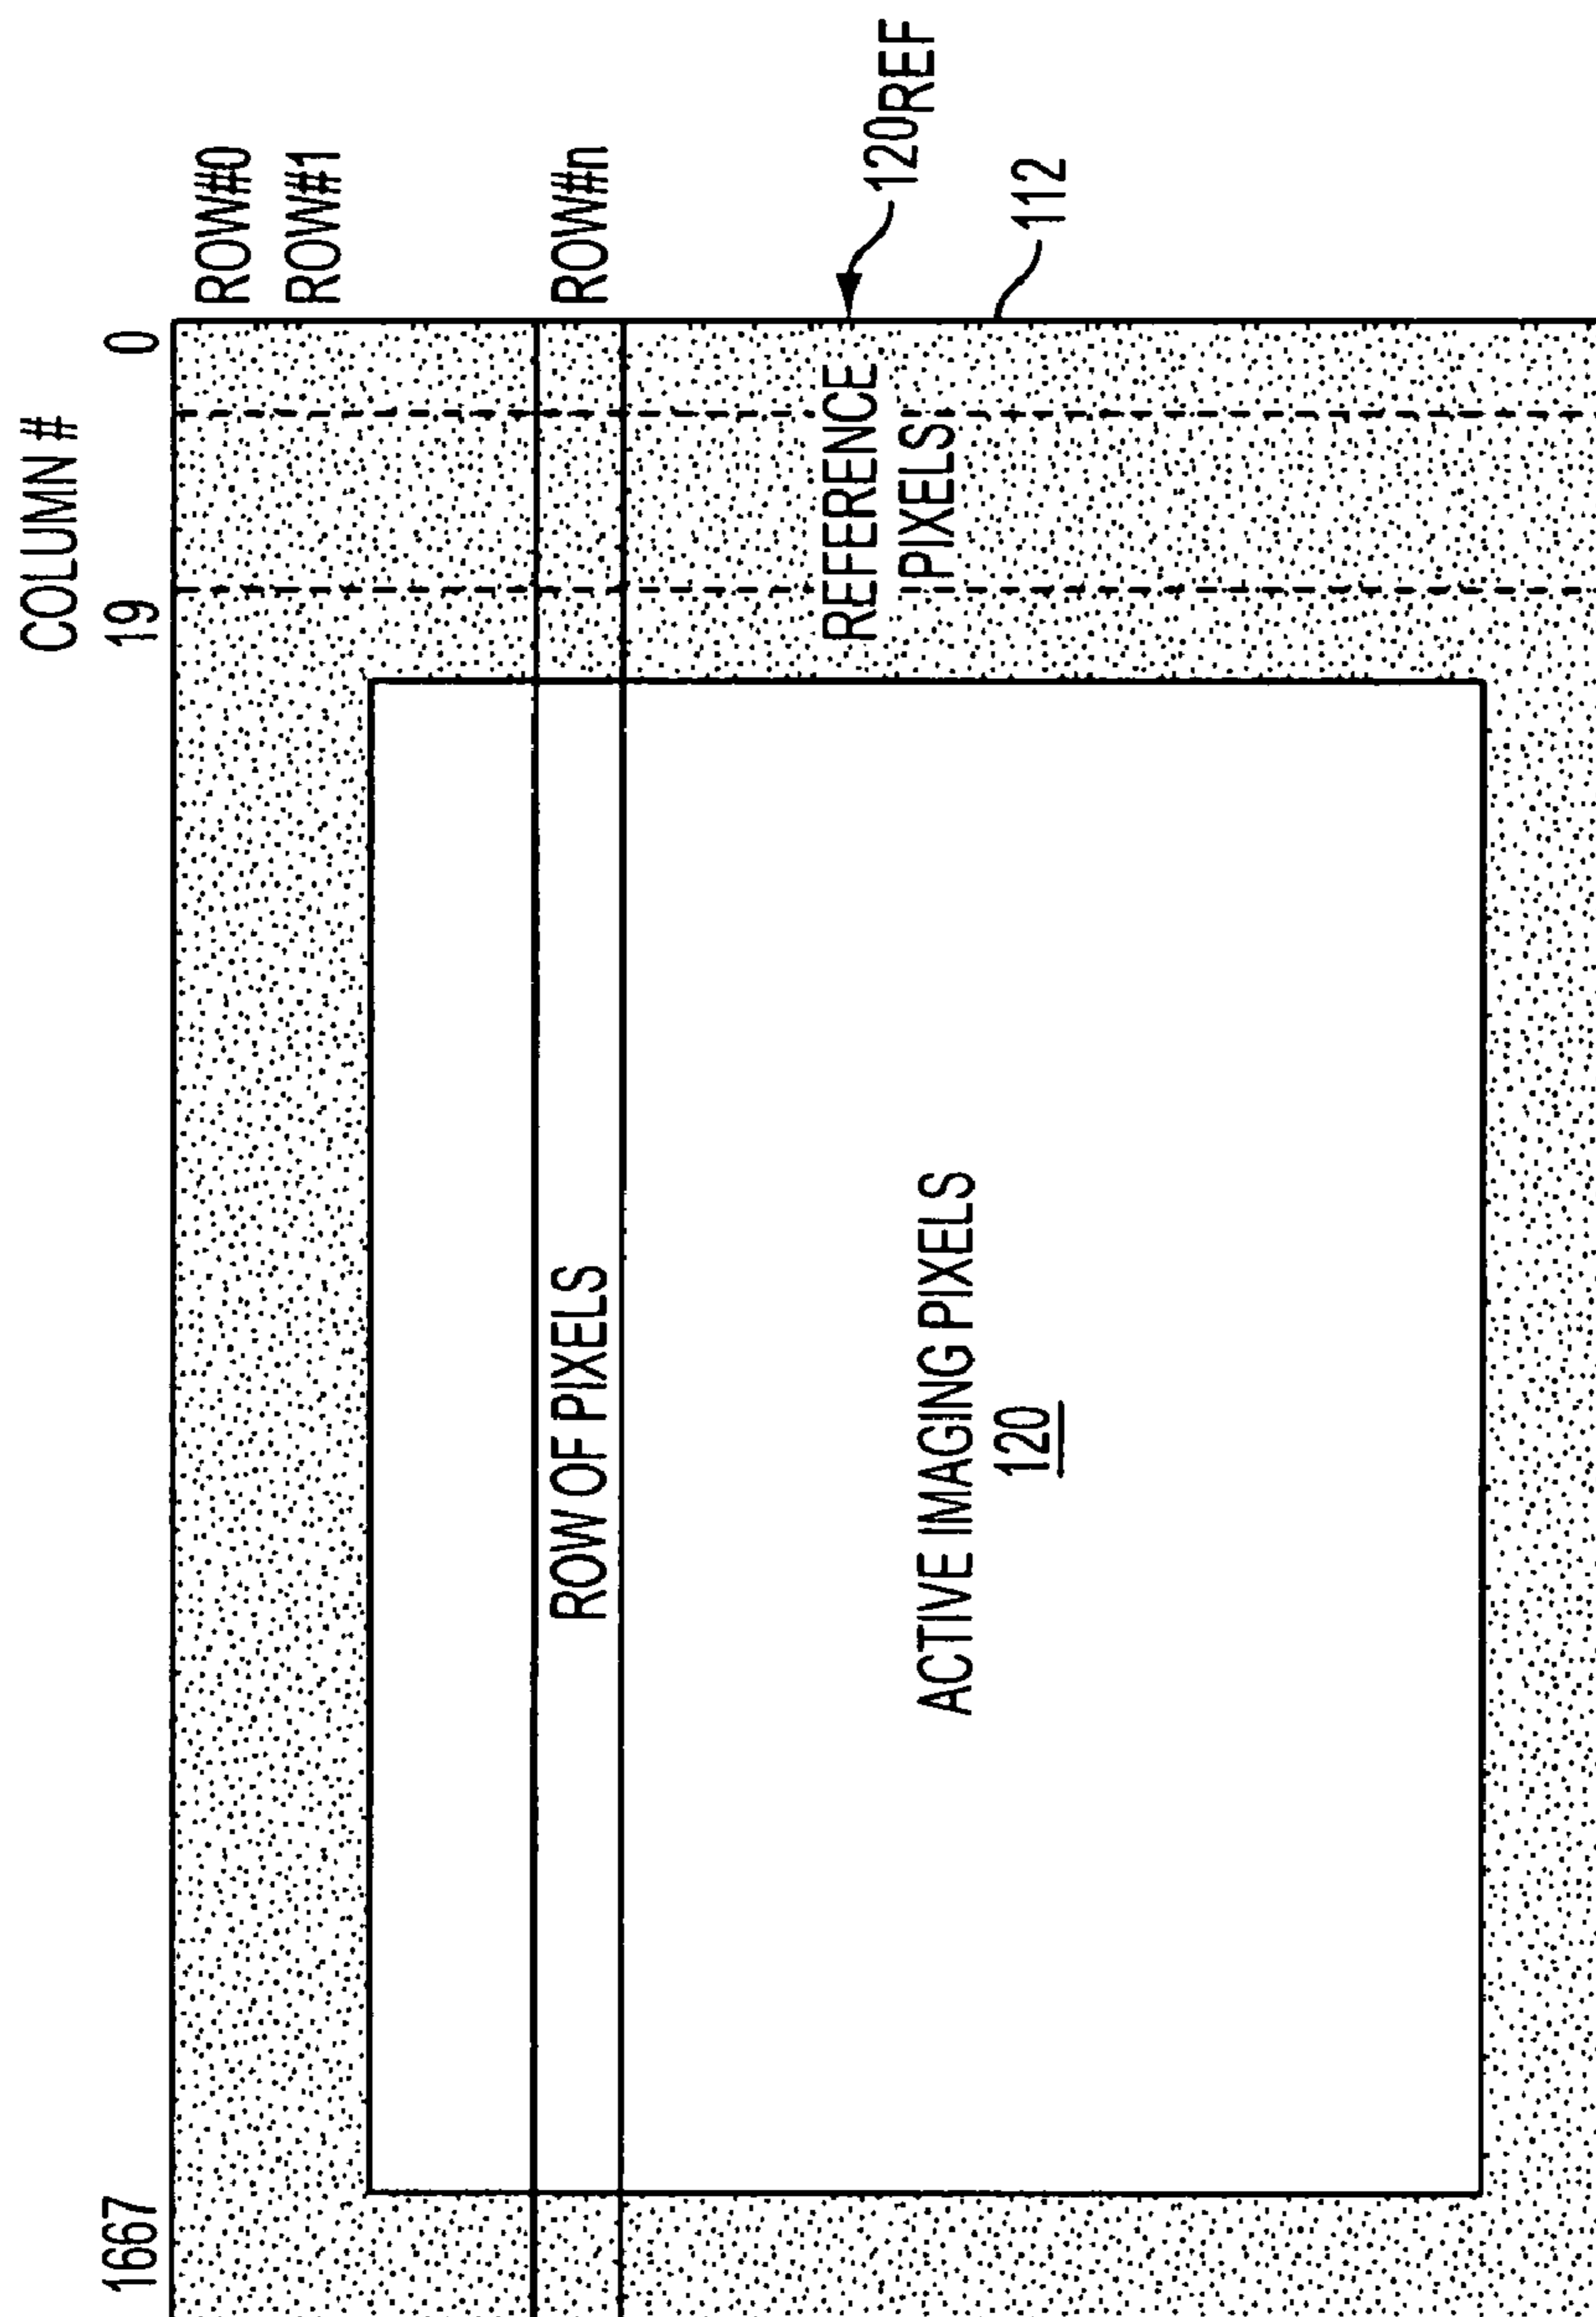 COLUMN #
1667
19
0
ROW#0
ROW#1
ROW OF PIXELS
ROW#n
REFERENCE
PIXELS
120REF
ACTIVE IMAGING PIXELS
120
112